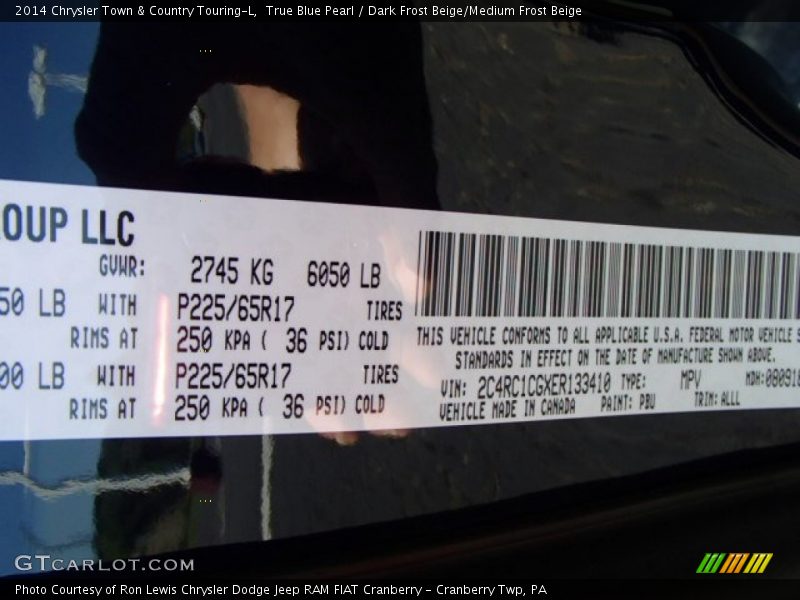 2014 Chrysler Town & Country Touring-L,  True Blue Pearl / Dark Frost Beige/Medium Frost Beige
OUP LLC
GVWR: 2745 KG 6050 LB
50 LB WITH P225/65R17 TIRES
RIMS AT 250 KPA ( 36 PSI) COLD
00 LB WITH P225/65R17 TIRES
RIMS AT 250 KPA ( 36 PSI) COLD
THIS VEHICLE CONFORMS TO ALL APPLICABLE U.S.A. FEDERAL MOTOR VEHICLE S
STANDARDS IN EFFECT ON THE DATE OF MANUFACTURE SHOWN ABOVE.
VIN: 2C4RC1CGXER133410 TYPE: MPV MDH:080916
VEHICLE MADE IN CANADA PAINT: PBU TRIM: ALLL
GTCARLOT.COM
Photo Courtesy of Ron Lewis Chrysler Dodge Jeep RAM FIAT Cranberry - Cranberry Twp, PA